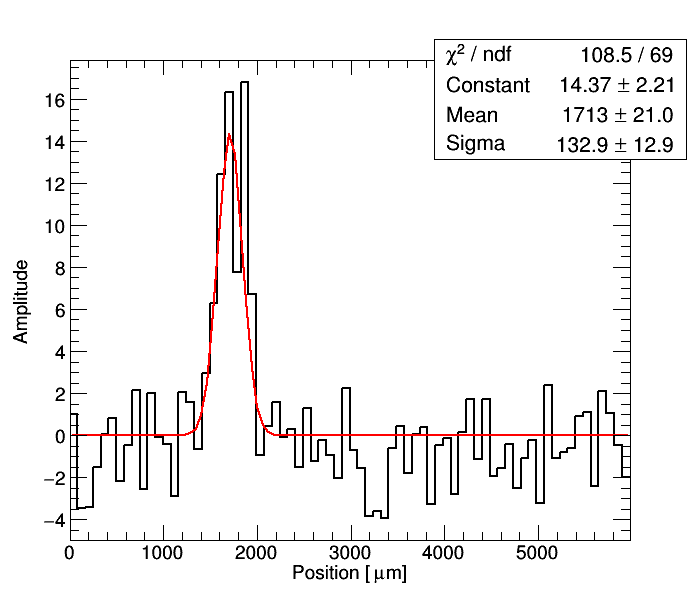 χ² / ndf 108.5 / 69
Constant 14.37 ± 2.21
Mean 1713 ± 21.0
Sigma 132.9 ± 12.9
16
14
12
10
8
6
4
2
0
−2
−4
Amplitude
0 1000 2000 3000 4000 5000
Position [ μm]